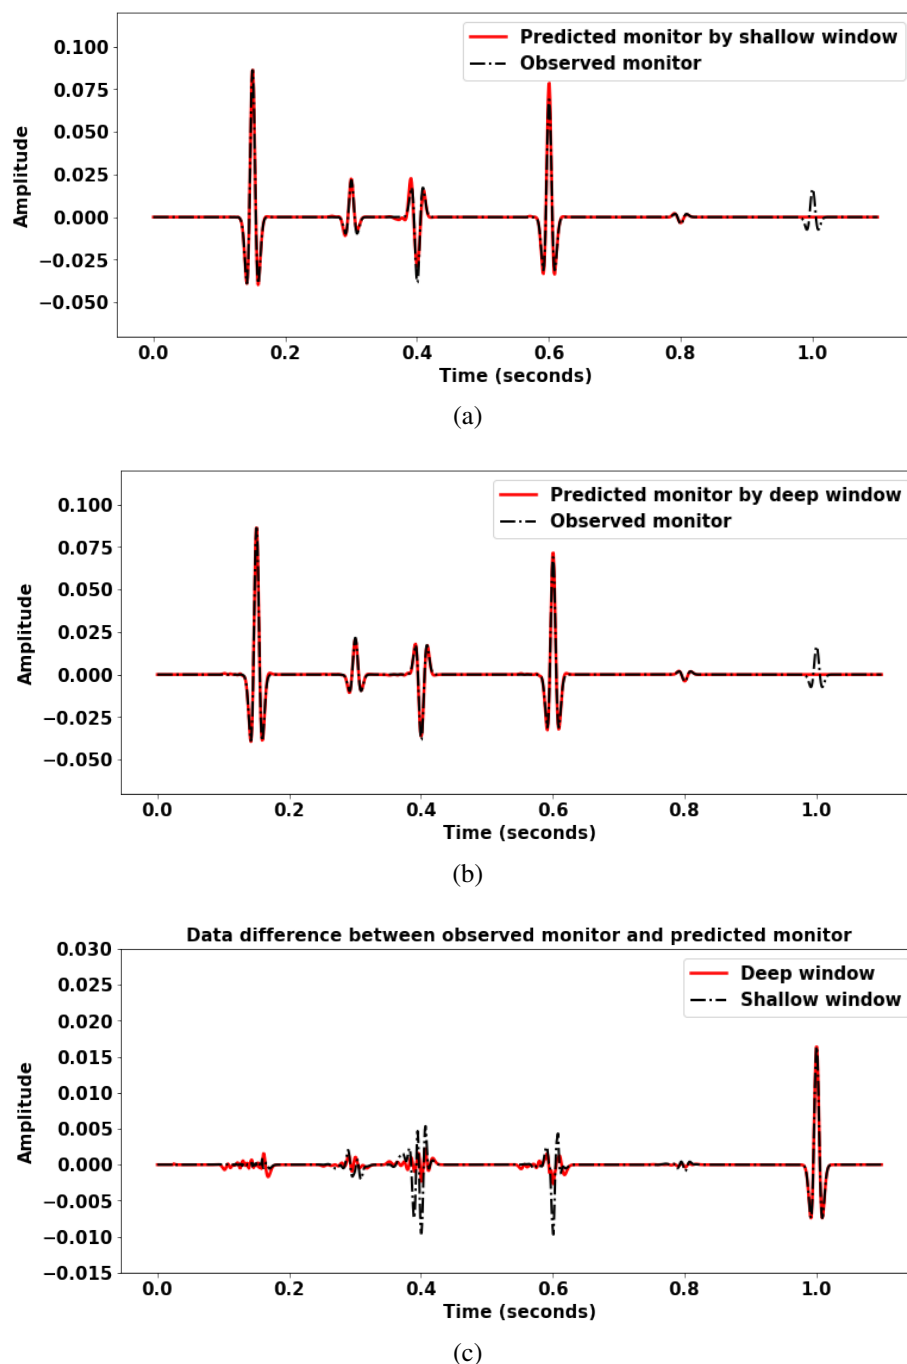 Predicted monitor by shallow window
Observed monitor
0.100
0.075
0.050
0.025
0.000
−0.025
−0.050
Amplitude
0.0 0.2 0.4 0.6 0.8 1.0
Time (seconds)
(a)
Predicted monitor by deep window
Observed monitor
0.100
0.075
0.050
0.025
0.000
−0.025
−0.050
Amplitude
0.0 0.2 0.4 0.6 0.8 1.0
Time (seconds)
(b)
Data difference between observed monitor and predicted monitor
Deep window
Shallow window
0.030
0.025
0.020
0.015
0.010
0.005
0.000
−0.005
−0.010
−0.015
Amplitude
0.0 0.2 0.4 0.6 0.8 1.0
Time (seconds)
(c)